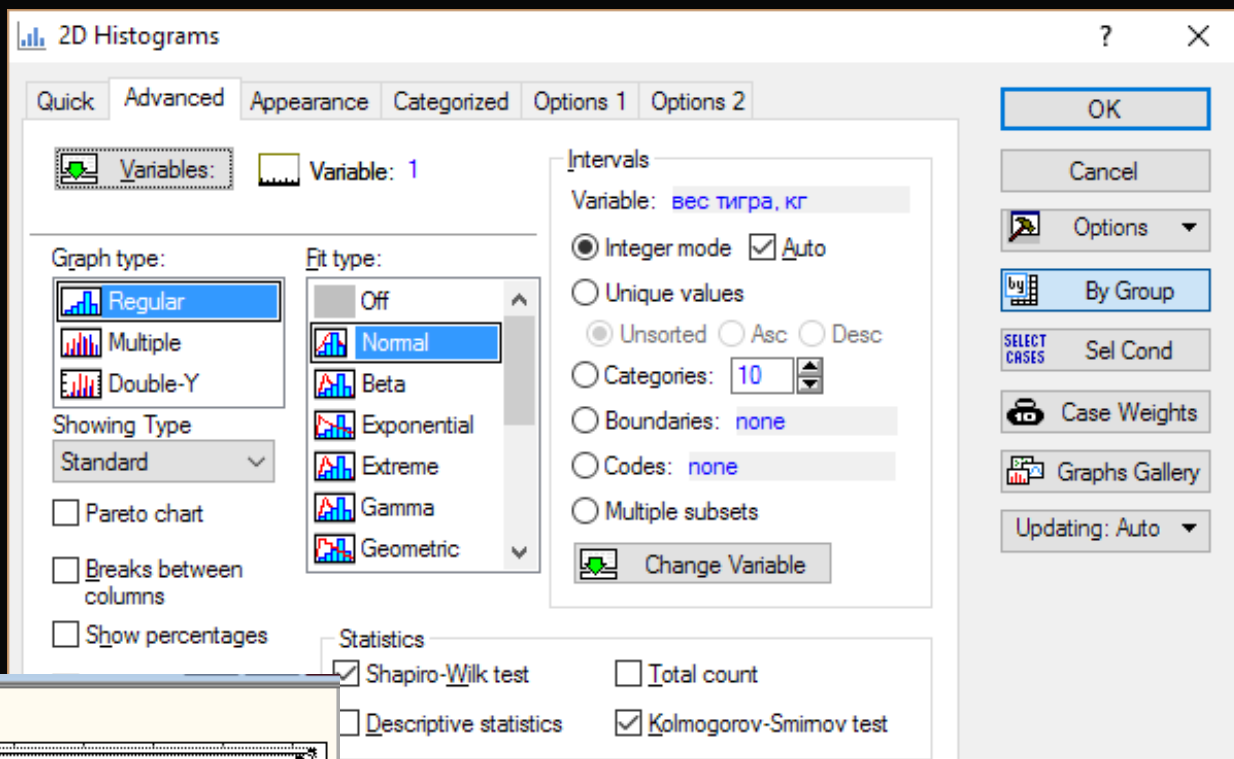 2D Histograms
?
Quick Advanced Appearance Categorized Options 1 Options 2
Variables: Variable: 1
Graph type:
Regular
Multiple
Double-Y
Showing Type
Standard
Pareto chart
Breaks between
columns
Show percentages
Fit type:
Off
Normal
Beta
Exponential
Extreme
Gamma
Geometric
Intervals
Variable: вес тигра, кг
Integer mode Auto
Unique values
Unsorted Asc Desc
Categories: 10
Boundaries: none
Codes: none
Multiple subsets
Change Variable
Statistics
Shapiro-Wilk test Total count
Descriptive statistics Kolmogorov-Smirnov test
OK
Cancel
Options
by By Group
SELECT
CASES
Sel Cond
Case Weights
Graphs Gallery
Updating: Auto